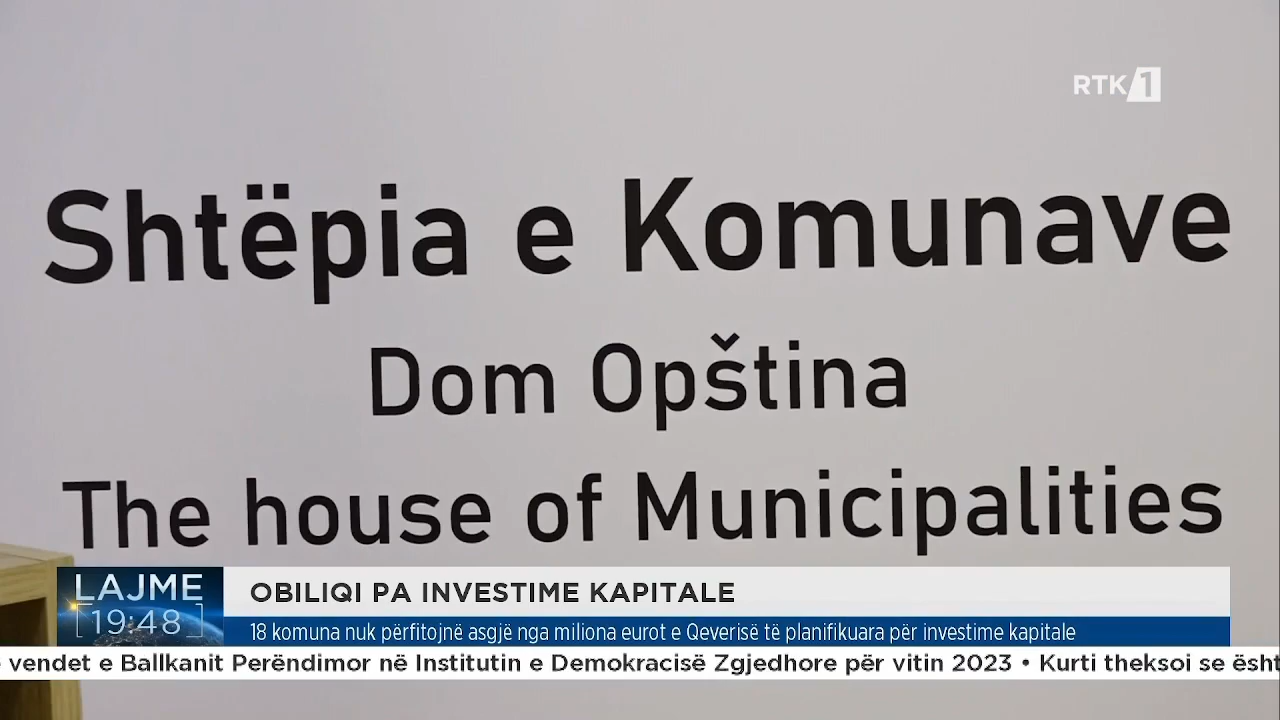 RTK 1
Shtëpia e Komunave
Dom Opština
The house of Municipalities
LAJME
19:48
OBILIQI PA INVESTIME KAPITALE
18 komuna nuk përfitojnë asgjë nga miliona eurot e Qeverisë të planifikuara për investime kapitale
vendet e Ballkanit Perëndimor në Institutin e Demokracisë Zgjedhore për vitin 2023 • Kurti theksoi se